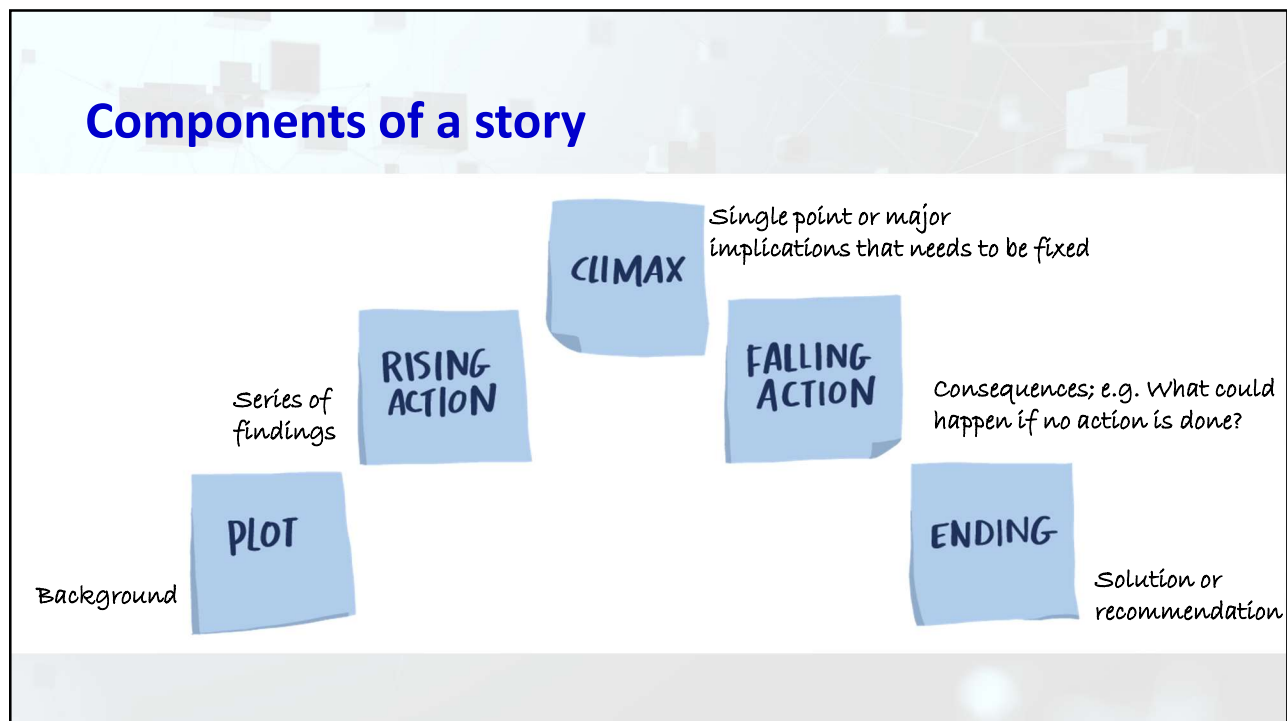 Components of a story
CLIMAX
Single point or major
implications that needs to be fixed
RISING
ACTION
Series of
findings
FALLING
ACTION
Consequences; e.g. What could
happen if no action is done?
PLOT
Background
ENDING
Solution or
recommendation